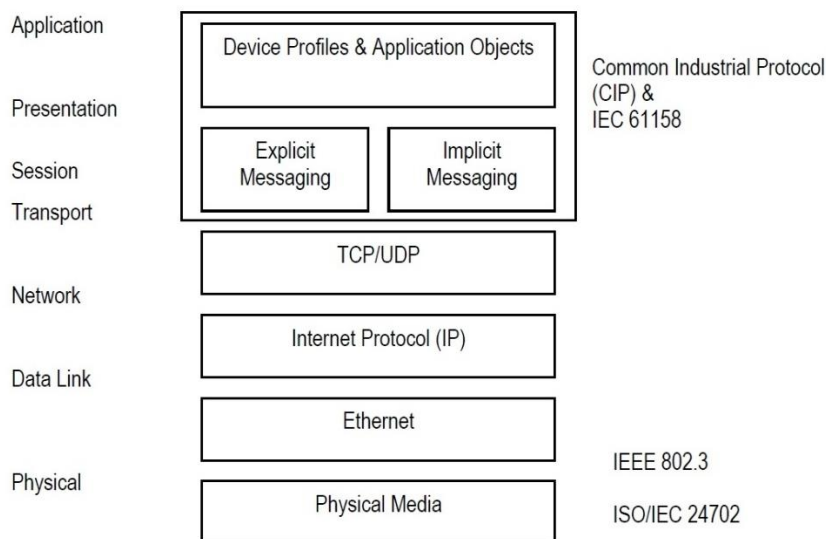 Application
Device Profiles & Application Objects
Common Industrial Protocol
(CIP) &
IEC 61158
Presentation
Explicit
Messaging
Implicit
Messaging
Session
Transport
TCP/UDP
Network
Internet Protocol (IP)
Data Link
Ethernet
IEEE 802.3
Physical
Physical Media
ISO/IEC 24702